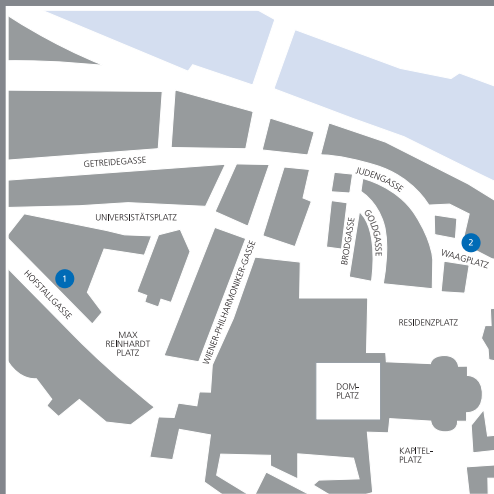 GETREIDEGASSE
JUDENGASSE
UNIVERSITÄTSPLATZ
BRODGASSE
GOLDGASSE
2
WAAGPLATZ
WIENER-PHILHARMONIKER-GASSE
1
HOFSTALLGASSE
MAX
REINHARDT
PLATZ
RESIDENZPLATZ
DOM-
PLATZ
KAPITEL-
PLATZ